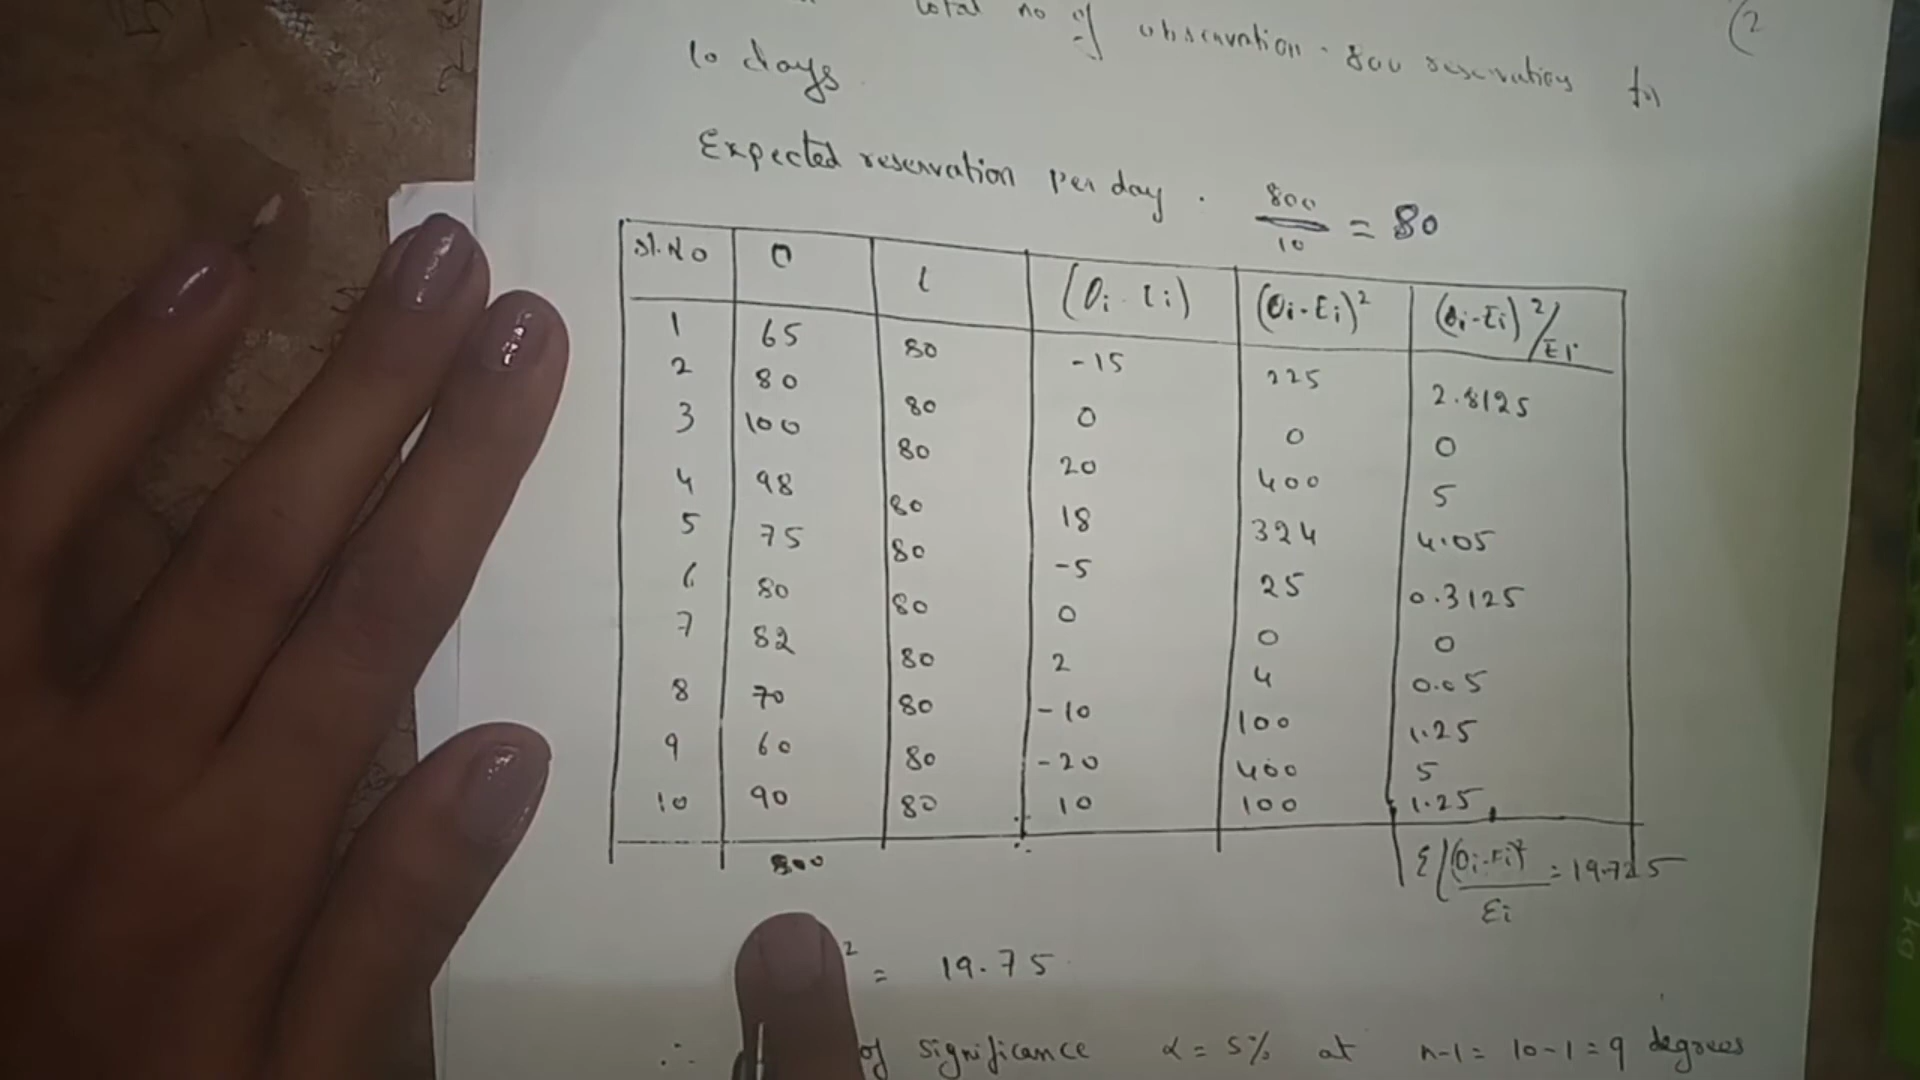 total no of observation - 800 reservations for
10 days
Expected reservation per day . 800/10 = 80
Sl.No O E (Oi - Ei) (Oi-Ei)² (Oi-Ei)²/Ei
1 65 80 -15 225 2.8125
2 80 80 0 0 0
3 100 80 20 400 5
4 98 80 18 324 4.05
5 75 80 -5 25 0.3125
6 80 80 0 0 0
7 82 80 2 4 0.05
8 70 80 -10 100 1.25
9 60 80 -20 400 5
10 90 80 10 100 1.25
800 Σ (Oi-Ei)²/Ei = 19.725
² = 19.75
∴ of significance α = 5% at n-1 = 10-1 = 9 degrees
(2
2kg